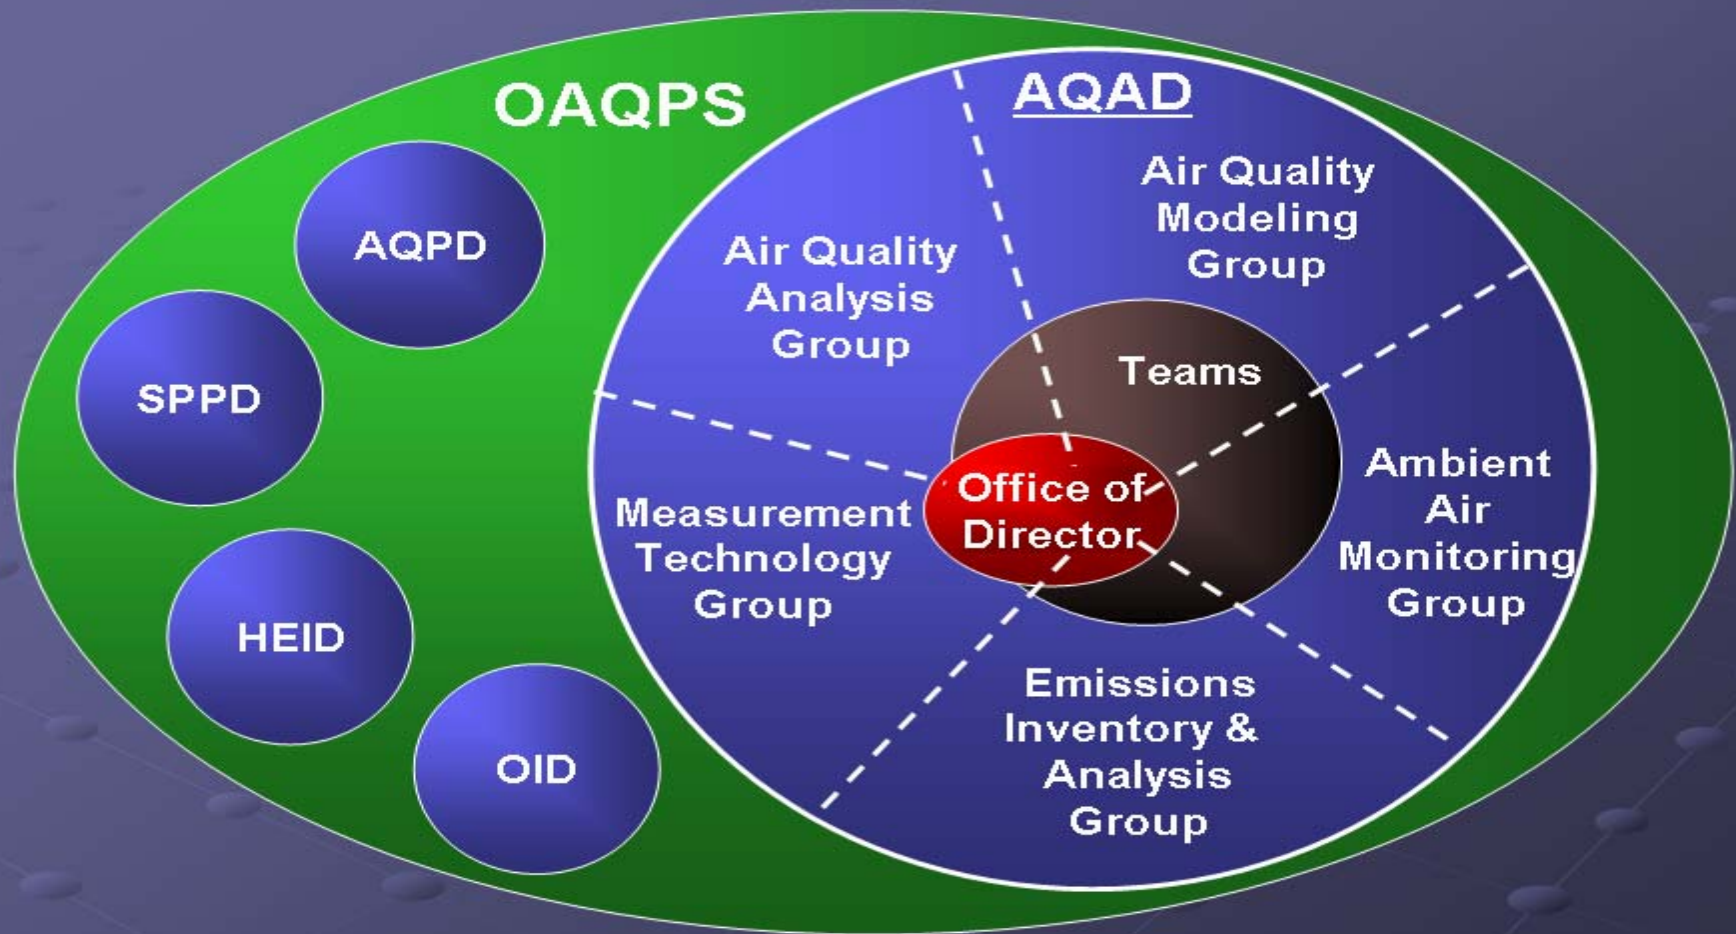 OAQPS
AQPD
SPPD
HEID
OID
AQAD
Air Quality
Modeling
Group
Air Quality
Analysis
Group
Teams
Office of
Director
Ambient
Air
Monitoring
Group
Measurement
Technology
Group
Emissions
Inventory &
Analysis
Group